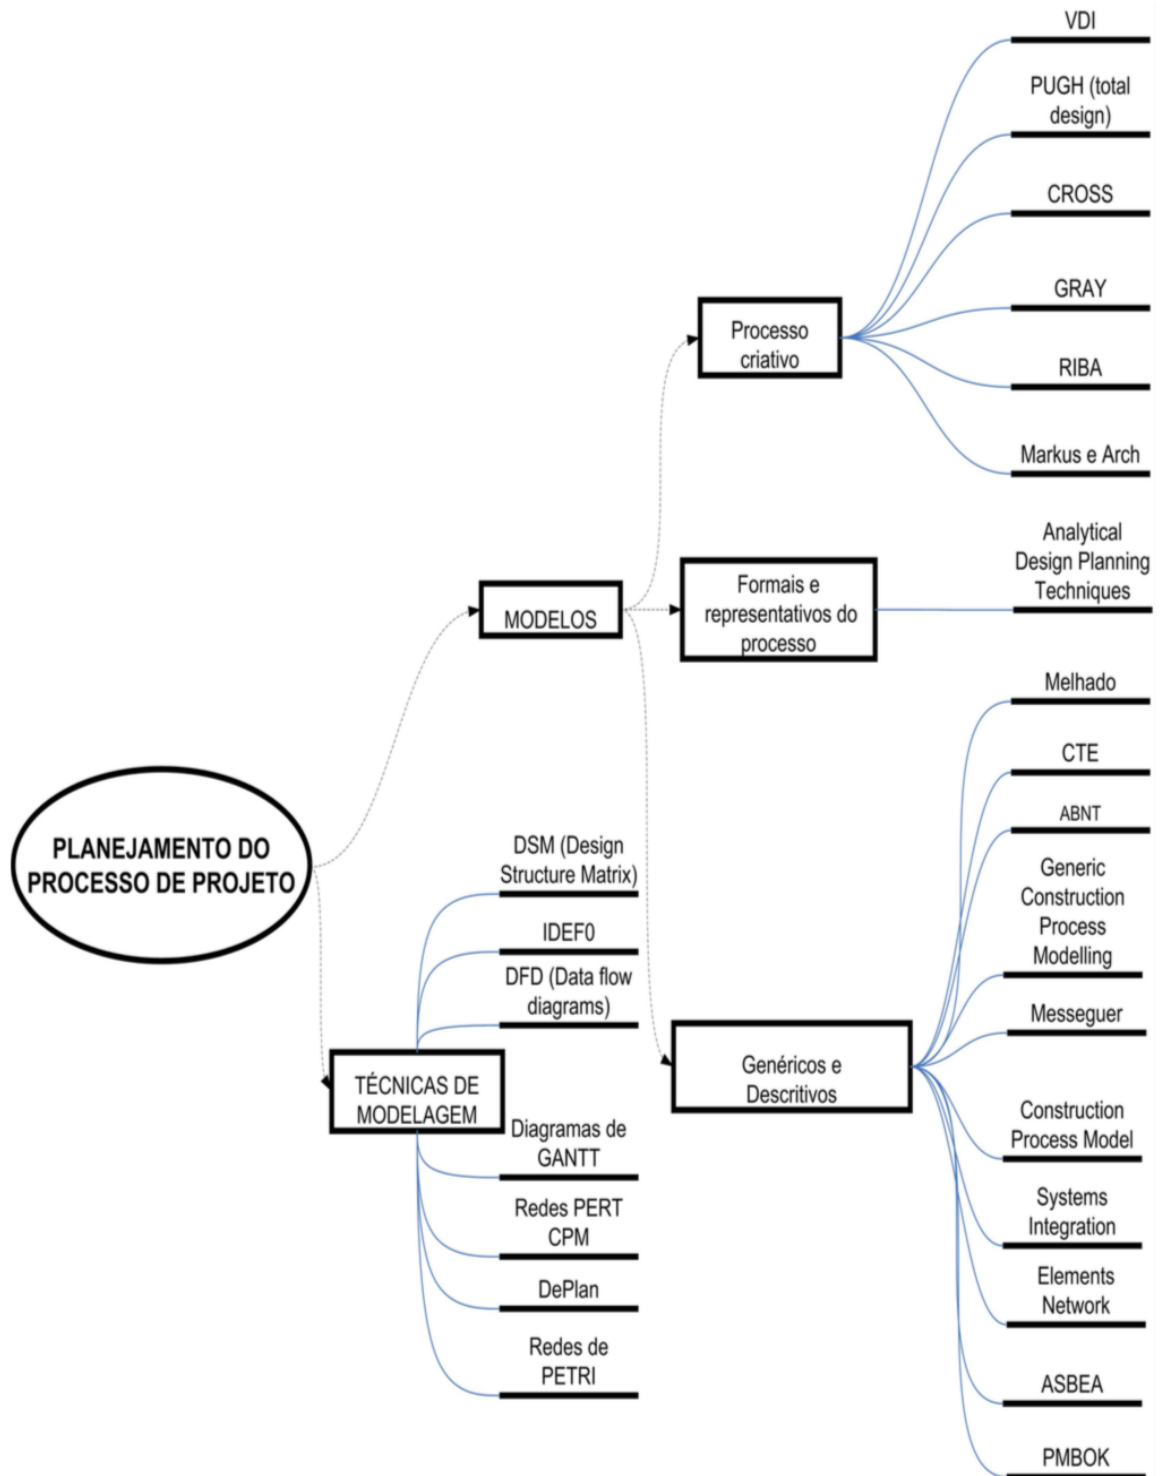 VDI
PUGH (total
design)
CROSS
GRAY
Processo
criativo
RIBA
Markus e Arch
Analytical
Design Planning
Techniques
Formais e
representativos do
processo
MODELOS
Melhado
CTE
ABNT
Generic
Construction
Process
Modelling
Messeguer
Genéricos e
Descritivos
Construction
Process Model
Systems
Integration
Elements
Network
ASBEA
PMBOK
PLANEJAMENTO DO
PROCESSO DE PROJETO
DSM (Design
Structure Matrix)
IDEF0
DFD (Data flow
diagrams)
TÉCNICAS DE
MODELAGEM
Diagramas de
GANTT
Redes PERT
CPM
DePlan
Redes de
PETRI